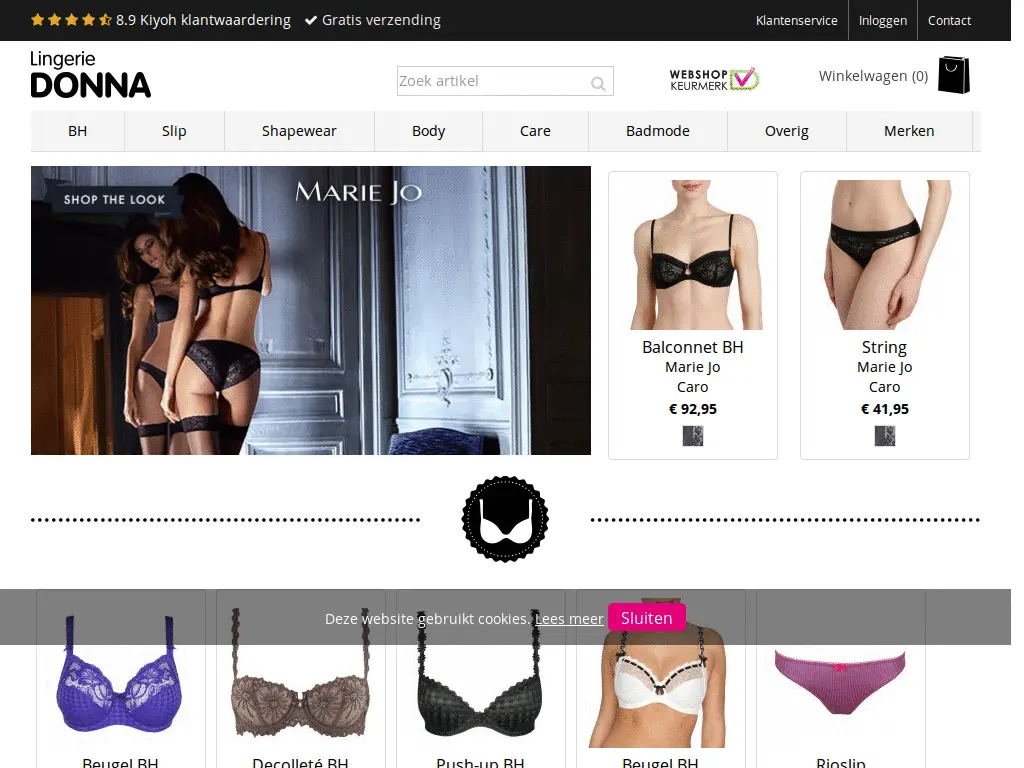 8.9 Kiyoh klantwaardering Gratis verzending
Klantenservice Inloggen Contact
Lingerie
DONNA
Zoek artikel
WEBSHOP
KEURMERK
Winkelwagen (0)
BH Slip Shapewear Body Care Badmode Overig Merken
SHOP THE LOOK
MARIE JO
Balconnet BH
Marie Jo
Caro
€ 92,95
String
Marie Jo
Caro
€ 41,95
Deze website gebruikt cookies. Lees meer Sluiten
Beugel BH
Decolleté BH
Push-up BH
Beugel BH
Rioslip